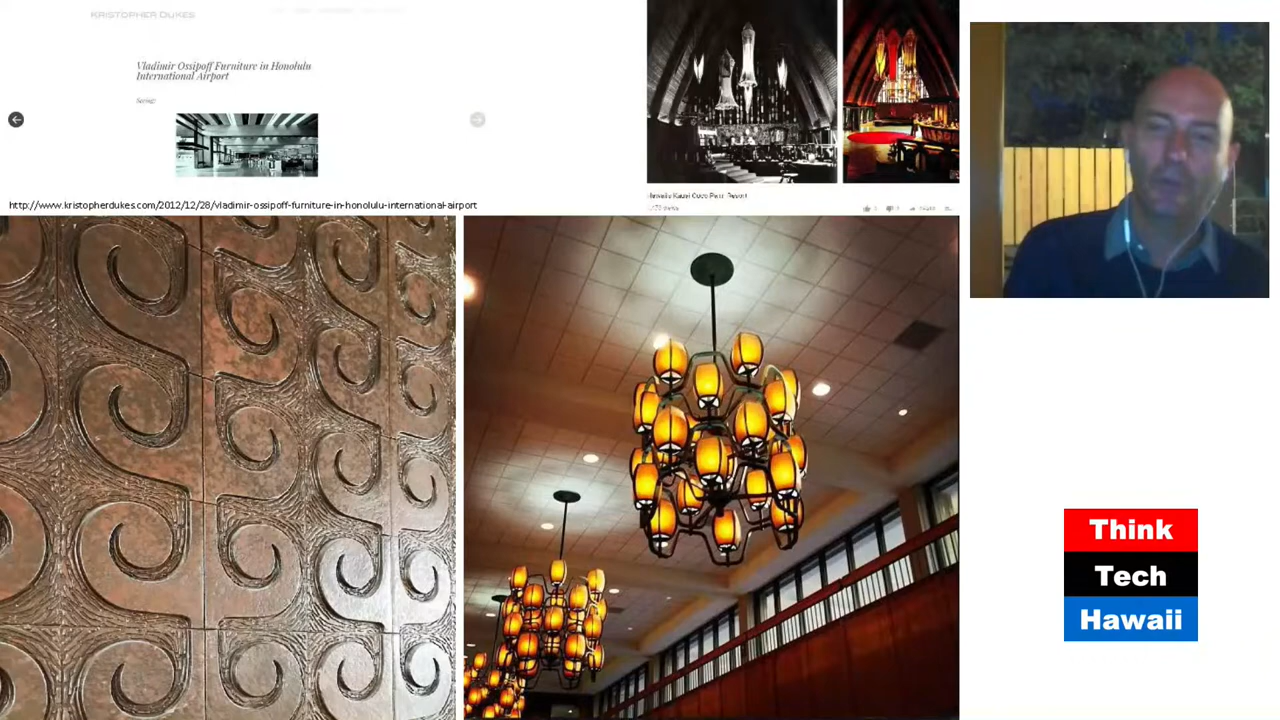 KRISTOPHER DUKES
Vladimir Ossipoff Furniture in Honolulu
International Airport
http://www.kristopherdukes.com/2012/12/28/vladimir-ossipoff-furniture-in-honolulu-international-airport
Resort
Think
Tech
Hawaii